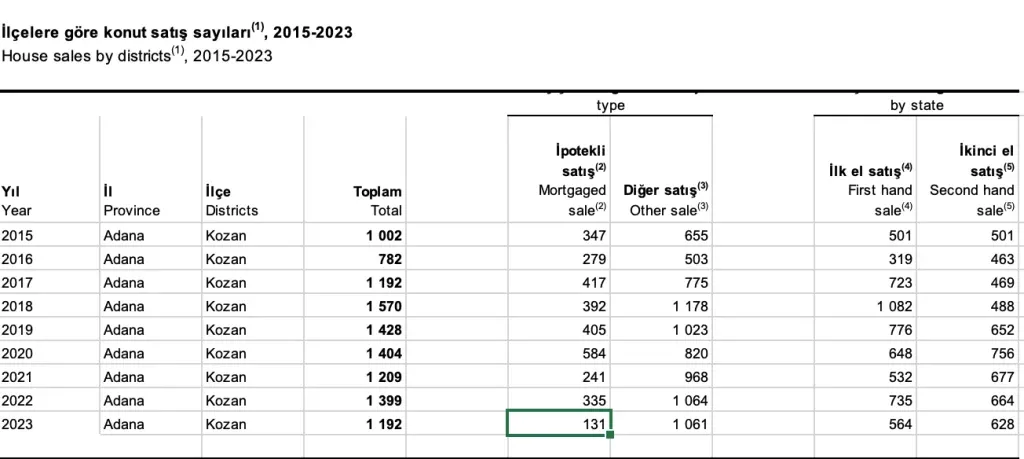 İlçelere göre konut satış sayıları(1), 2015-2023
House sales by districts(1), 2015-2023
type by state
İpotekli İkinci el
satış(2) İlk el satış(4) satış(5)
Yıl İl İlçe Toplam Mortgaged Diğer satış(3) First hand Second hand
Year Province Districts Total sale(2) Other sale(3) sale(4) sale(5)
2015 Adana Kozan 1 002 347 655 501 501
2016 Adana Kozan 782 279 503 319 463
2017 Adana Kozan 1 192 417 775 723 469
2018 Adana Kozan 1 570 392 1 178 1 082 488
2019 Adana Kozan 1 428 405 1 023 776 652
2020 Adana Kozan 1 404 584 820 648 756
2021 Adana Kozan 1 209 241 968 532 677
2022 Adana Kozan 1 399 335 1 064 735 664
2023 Adana Kozan 1 192 131 1 061 564 628